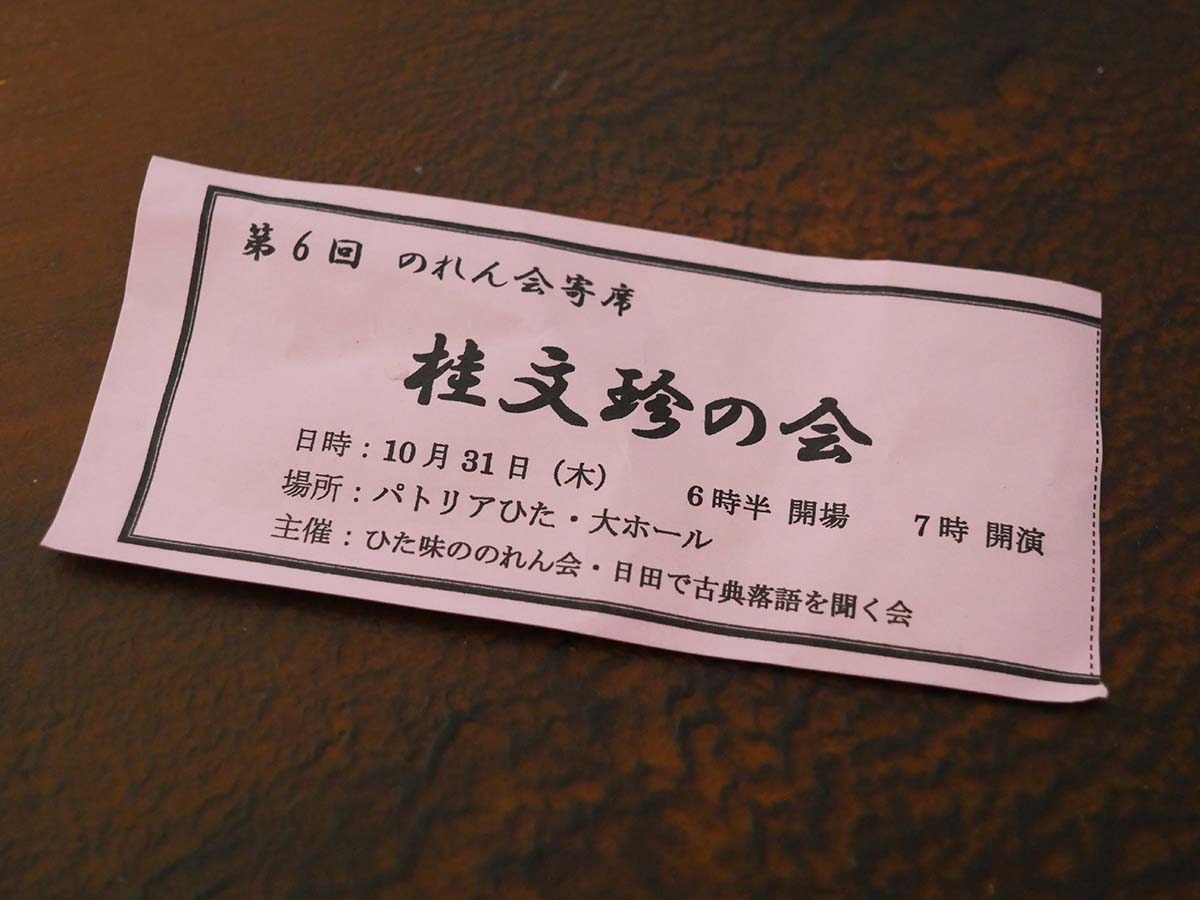 第6回 のれん会寄席
桂文珍の会
日時：10月31日（木） 6時半 開場 7時 開演
場所：パトリアひた・大ホール
主催：ひた味ののれん会・日田で古典落語を聞く会